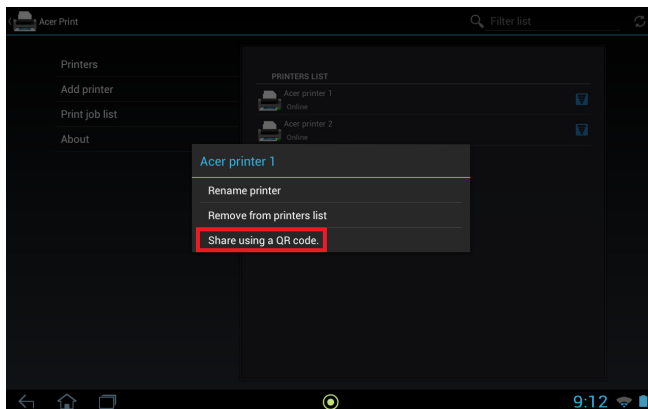 Acer Print
Filter list
Printers
Add printer
Print job list
About
PRINTERS LIST
Acer printer 1
Online
Acer printer 2
Online
Acer printer 1
Rename printer
Remove from printers list
Share using a QR code.
9:12